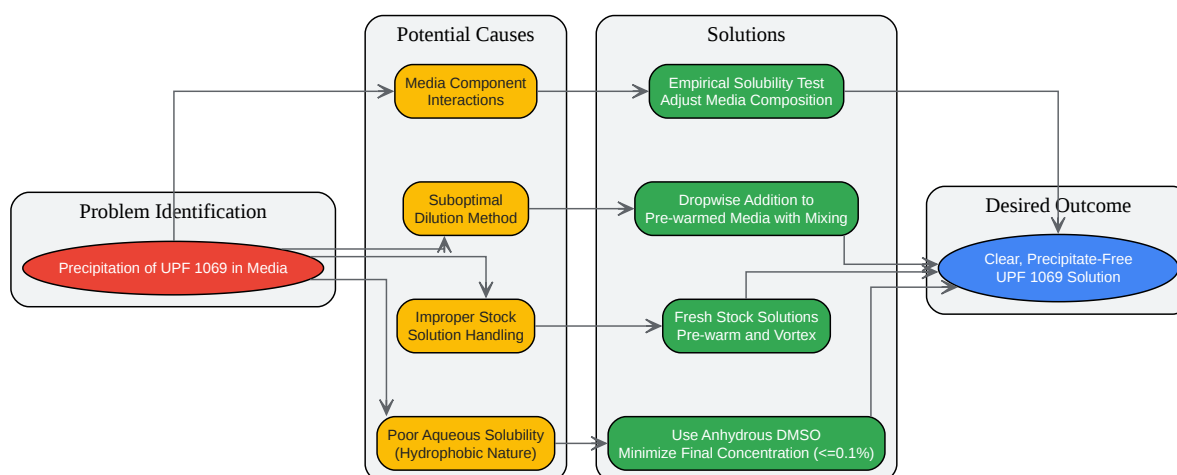 Potential Causes
Solutions
Media Component
Interactions
Empirical Solubility Test
Adjust Media Composition
Problem Identification
Suboptimal
Dilution Method
Dropwise Addition to
Pre-warmed Media with Mixing
Desired Outcome
Precipitation of UPF 1069 in Media
Clear, Precipitate-Free
UPF 1069 Solution
Improper Stock
Solution Handling
Fresh Stock Solutions
Pre-warm and Vortex
Poor Aqueous Solubility
(Hydrophobic Nature)
Use Anhydrous DMSO
Minimize Final Concentration (<=0.1%)